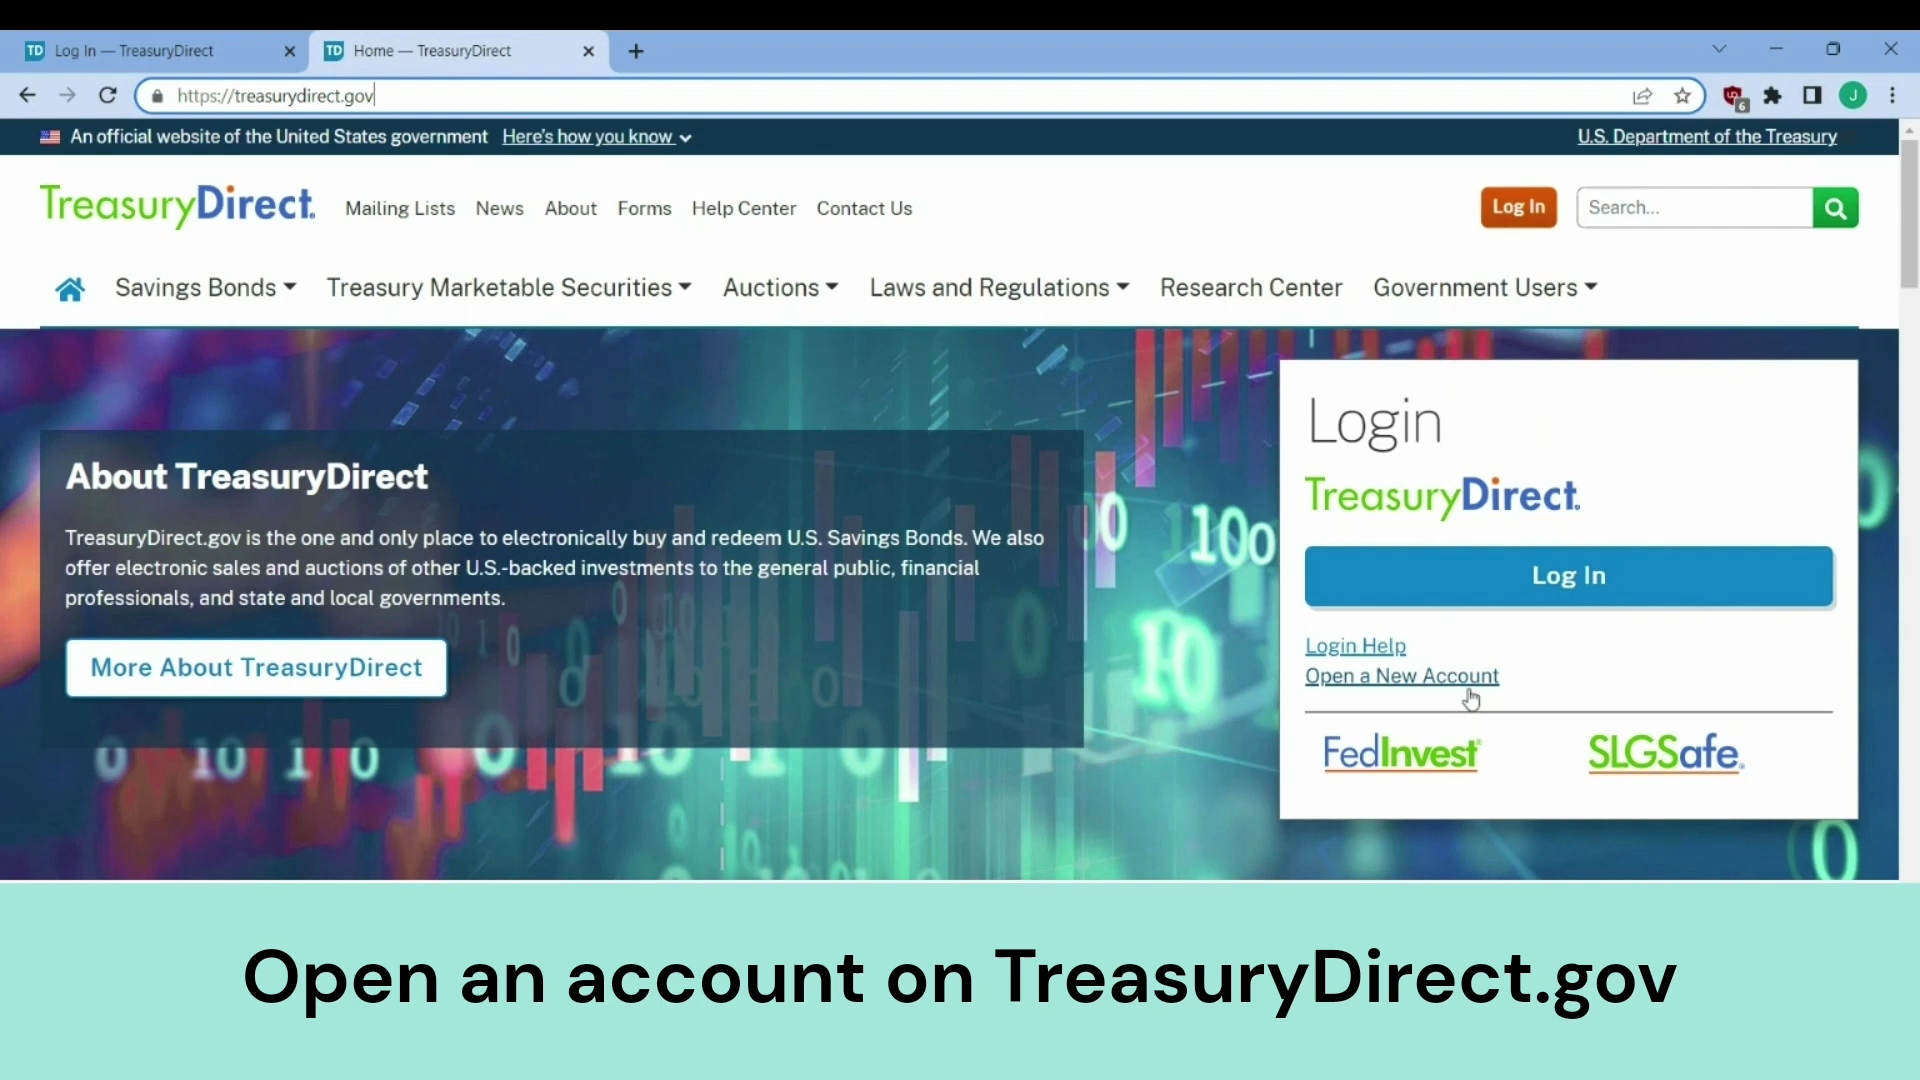 TD Log In — TreasuryDirect
TD Home — TreasuryDirect
https://treasurydirect.gov
6
J
An official website of the United States government Here's how you know
U.S. Department of the Treasury
TreasuryDirect.
Mailing Lists News About Forms Help Center Contact Us
Log In
Search...
Savings Bonds Treasury Marketable Securities Auctions Laws and Regulations Research Center Government Users
About TreasuryDirect
TreasuryDirect.gov is the one and only place to electronically buy and redeem U.S. Savings Bonds. We also
offer electronic sales and auctions of other U.S.-backed investments to the general public, financial
professionals, and state and local governments.
More About TreasuryDirect
Login
TreasuryDirect.
Log In
Login Help
Open a New Account
FedInvest
SLGSafe
Open an account on TreasuryDirect.gov